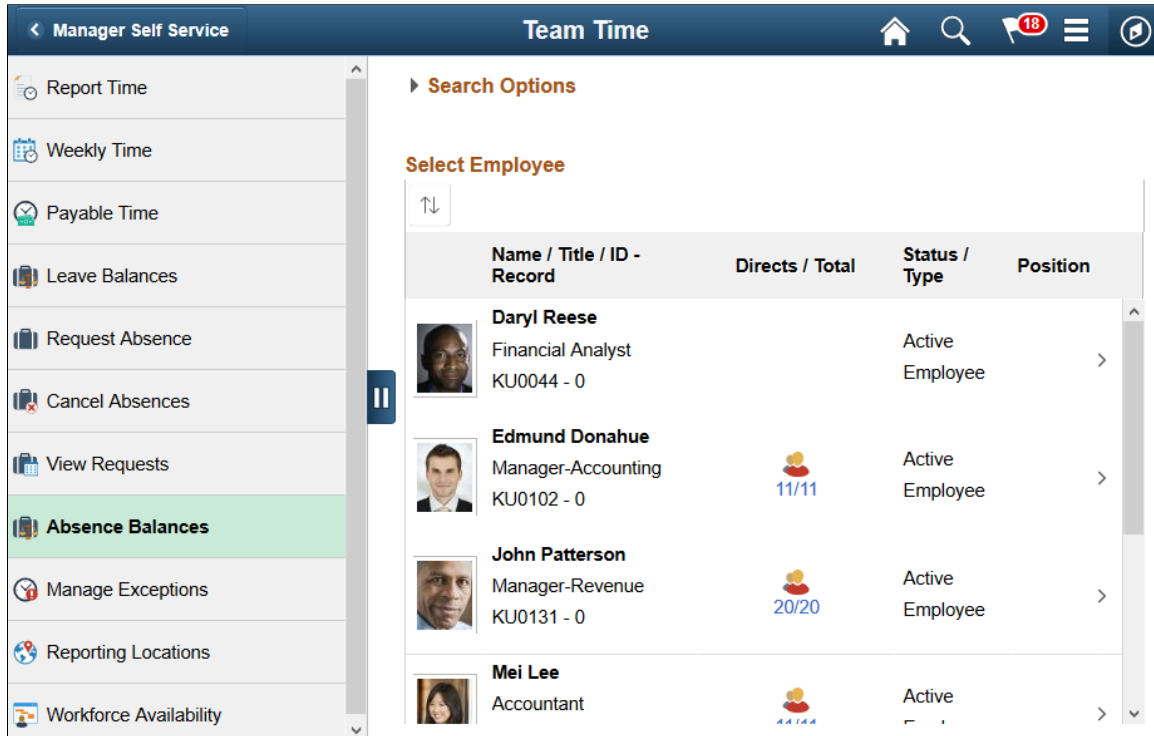 Manager Self Service
Team Time
18
Report Time
Weekly Time
Payable Time
Leave Balances
Request Absence
Cancel Absences
View Requests
Absence Balances
Manage Exceptions
Reporting Locations
Workforce Availability
Search Options
Select Employee
Name / Title / ID -
Record
Directs / Total
Status /
Type
Position
Daryl Reese
Financial Analyst
KU0044 - 0
Active
Employee
Edmund Donahue
Manager-Accounting
KU0102 - 0
11/11
Active
Employee
John Patterson
Manager-Revenue
KU0131 - 0
20/20
Active
Employee
Mei Lee
Accountant
Active